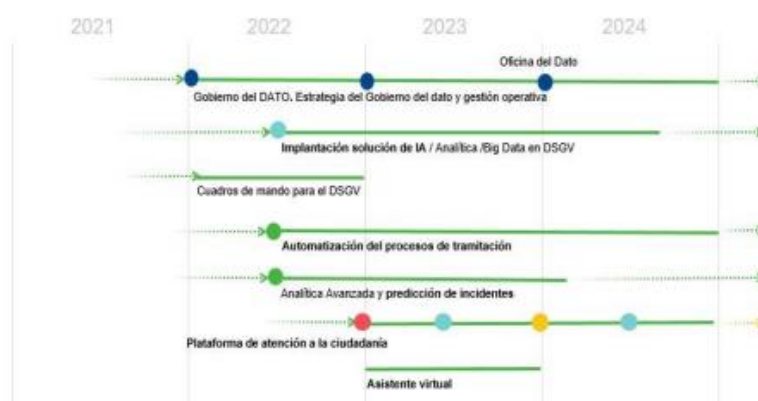 2021 2022 2023 2024
Oficina del Dato
Gobierno del DATO. Estrategia del Gobierno del dato y gestión operativa
Implantación solución de IA / Analítica /Big Data en DSGV
Cuadros de mando para el DSGV
Automatización del procesos de tramitación
Analítica Avanzada y predicción de incidentes
Plataforma de atención a la ciudadanía
Asistente virtual